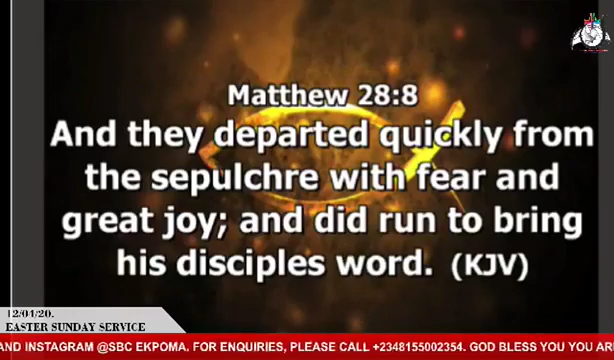 Matthew 28:8
And they departed quickly from
the sepulchre with fear and
great joy; and did run to bring
his disciples word. (KJV)
12/04/20.
EASTER SUNDAY SERVICE
AND INSTAGRAM @SBC EKPOMA. FOR ENQUIRIES, PLEASE CALL +2348155002354. GOD BLESS YOU YOU AR